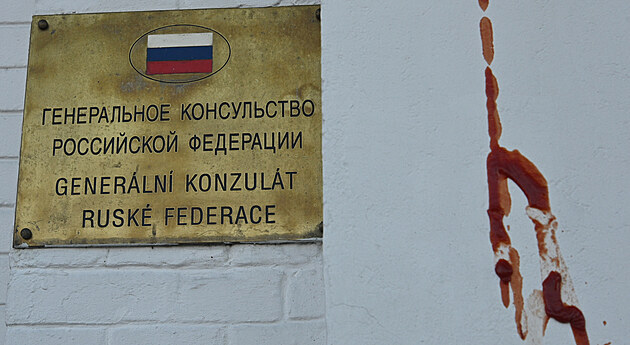 ГЕНЕРАЛЬНОЕ КОНСУЛЬСТВО
РОССИЙСКОЙ ФЕДЕРАЦИИ
GENERÁLNÍ KONZULÁT
RUSKÉ FEDERACE